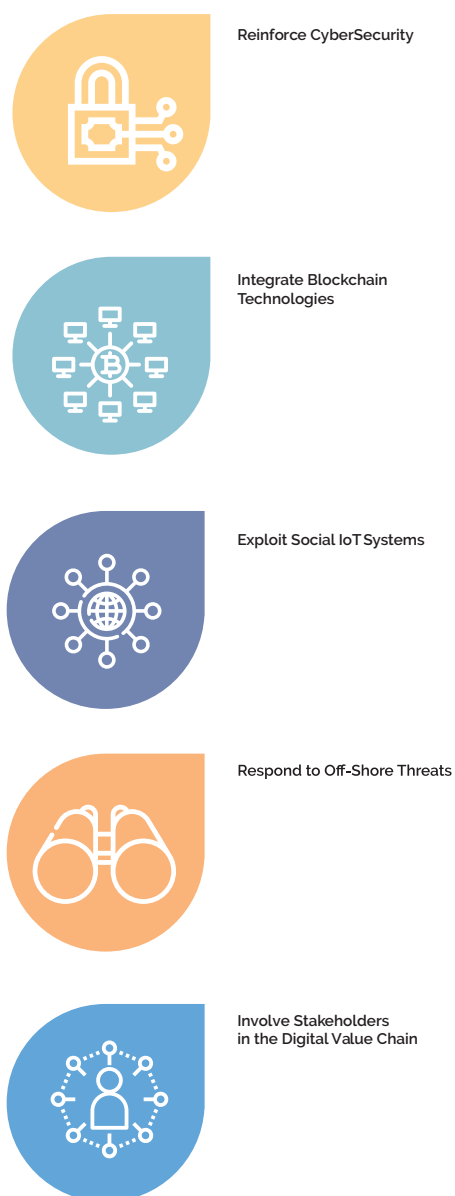 Reinforce CyberSecurity
Integrate Blockchain
Technologies
Exploit Social IoT Systems
Respond to Off-Shore Threats
Involve Stakeholders
in the Digital Value Chain